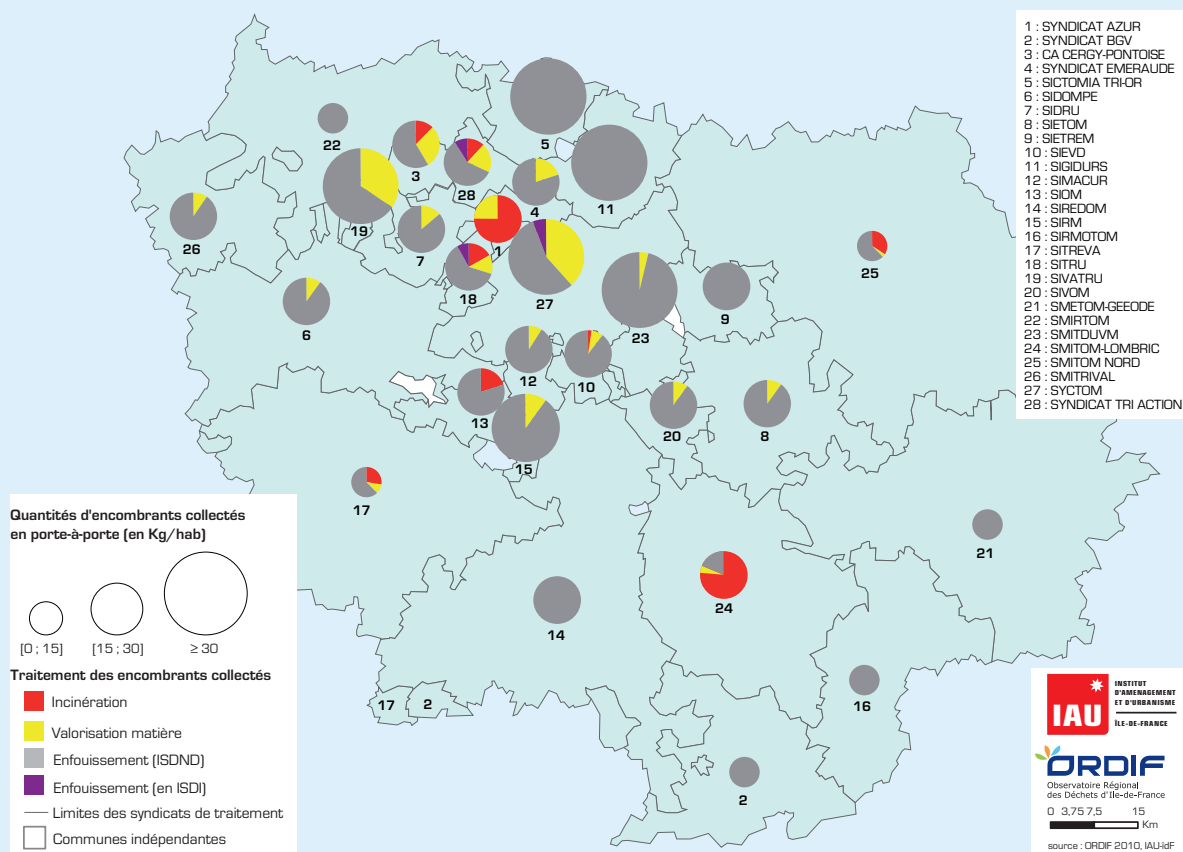 1 : SYNDICAT AZUR
2 : SYNDICAT BGV
3 : CA CERGY-PONTOISE
4 : SYNDICAT EMERAUDE
5 : SICTOMIA TRI-OR
6 : SIDOMPE
7 : SIDRU
8 : SIETOM
9 : SIETREM
10 : SIEVD
11 : SIGIDURS
12 : SIMACUR
13 : SIOM
14 : SIREDOM
15 : SIRM
16 : SIRMOTOM
17 : SITREVA
18 : SITRU
19 : SIVATRU
20 : SIVOM
21 : SMETOM-GEEODE
22 : SMIRTOM
23 : SMITDUVM
24 : SMITOM-LOMBRIC
25 : SMITOM NORD
26 : SMITRIVAL
27 : SYCTOM
28 : SYNDICAT TRI ACTION
22
3
28
5
4
11
26
19
7
1
18
27
25
6
23
9
12
10
13
15
20
8
17
21
14
24
17
2
16
2
Quantités d'encombrants collectés
en porte-à-porte (en Kg/hab)
[0 ; 15]
[15 ; 30]
≥ 30
Traitement des encombrants collectés
Incinération
Valorisation matière
Enfouissement (ISDND)
Enfouissement (en ISDI)
Limites des syndicats de traitement
Communes indépendantes
IAU
INSTITUT
D'AMENAGEMENT
ET D'URBANISME
ÎLE-DE-FRANCE
ORDIF
Observatoire Régional
des Déchets d'Ile-de-France
0 3,75 7,5 15
Km
source : ORDIF 2010, IAU-îdF